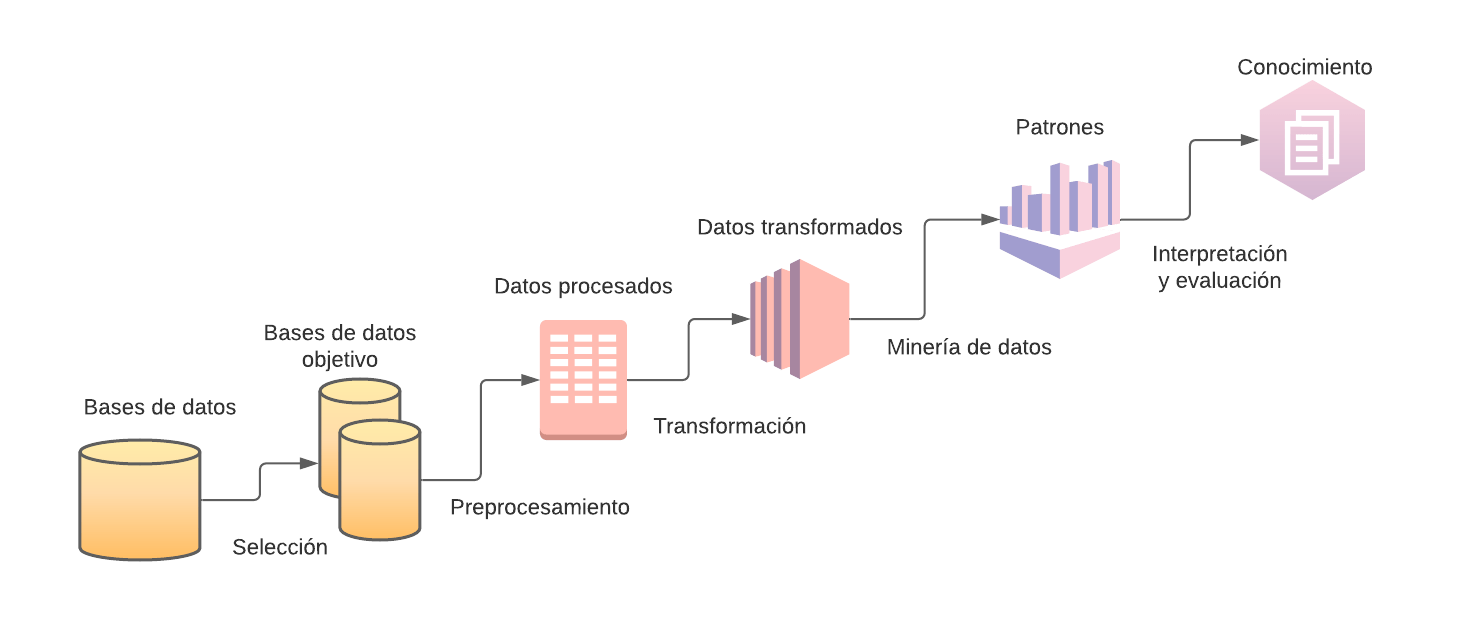 Bases de datos
Selección
Bases de datos
objetivo
Preprocesamiento
Datos procesados
Transformación
Datos transformados
Minería de datos
Patrones
Interpretación
y evaluación
Conocimiento